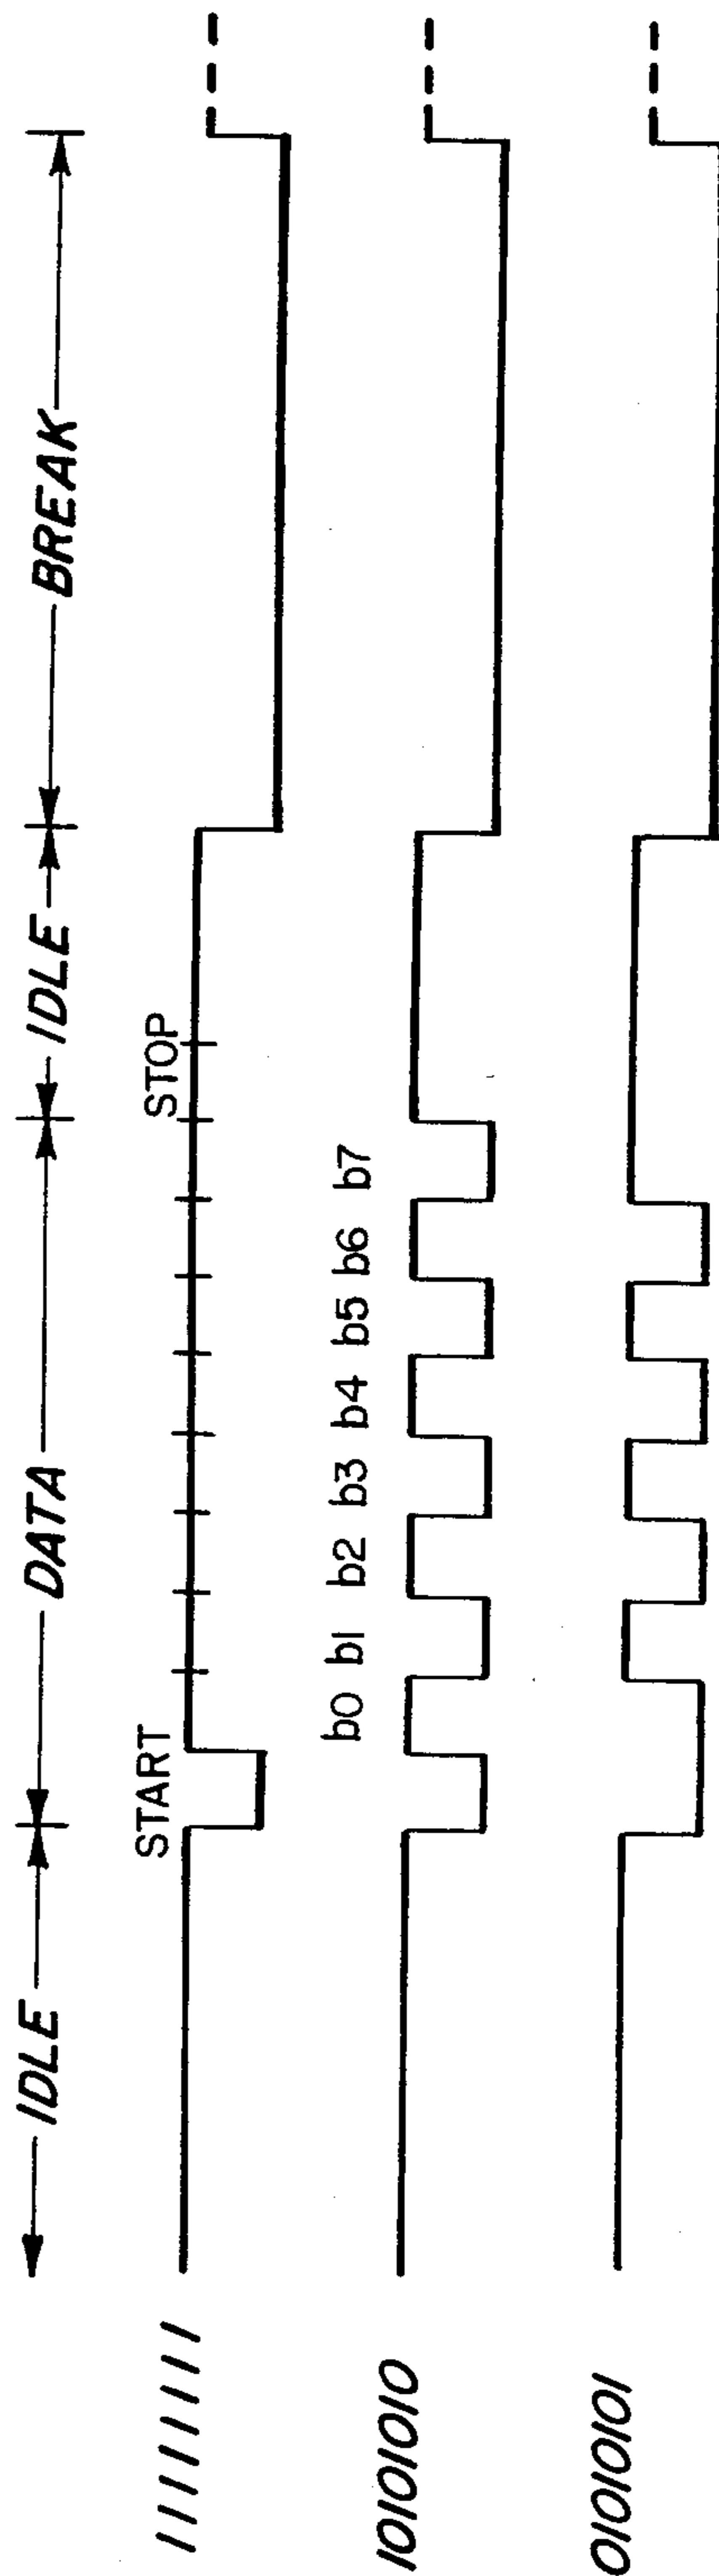 IDLE DATA IDLE BREAK
START STOP
11111111
b0 b1 b2 b3 b4 b5 b6 b7
10101010
01010101